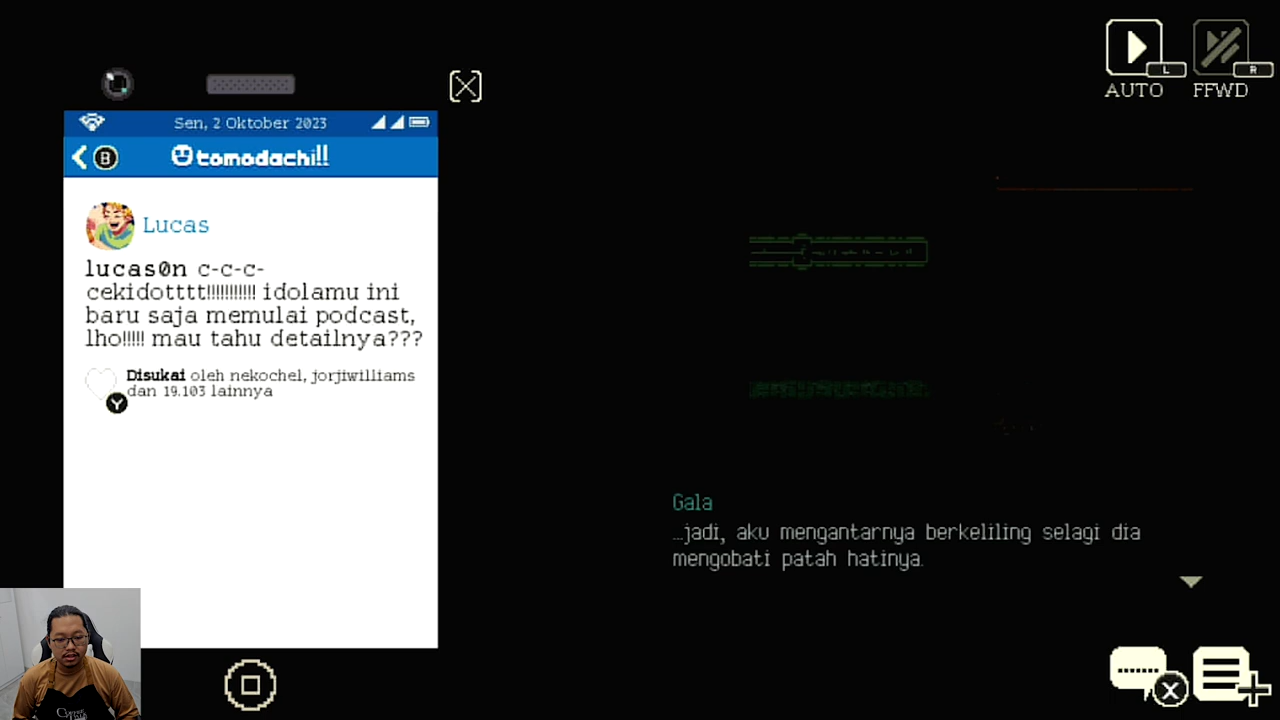 AUTO
L
FFWD
R
Sen, 2 Oktober 2023
B
tomodachi!!
Lucas
lucas0n c-c-c-
cekidotttt!!!!!!!!!!! idolamu ini
baru saja memulai podcast,
lho!!!!! mau tahu detailnya???
Disukai oleh nekochel, jorjiwilliams
dan 19.103 lainnya
Y
Gala
...jadi, aku mengantarnya berkeliling selagi dia
mengobati patah hatinya.
X